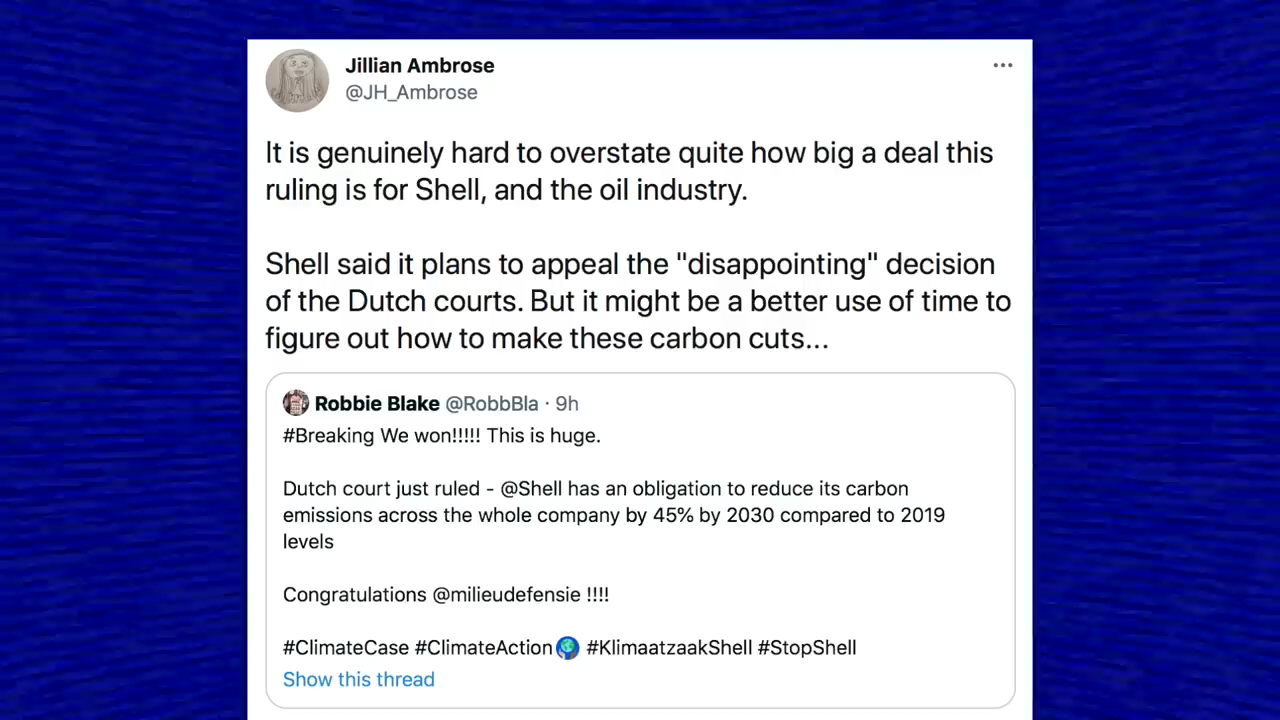 Jillian Ambrose
@JH_Ambrose
It is genuinely hard to overstate quite how big a deal this
ruling is for Shell, and the oil industry.
Shell said it plans to appeal the "disappointing" decision
of the Dutch courts. But it might be a better use of time to
figure out how to make these carbon cuts...
Robbie Blake @RobbBla · 9h
#Breaking We won!!!!! This is huge.
Dutch court just ruled - @Shell has an obligation to reduce its carbon
emissions across the whole company by 45% by 2030 compared to 2019
levels
Congratulations @milieudefensie !!!!
#ClimateCase #ClimateAction🌍 #KlimaatzaakShell #StopShell
Show this thread